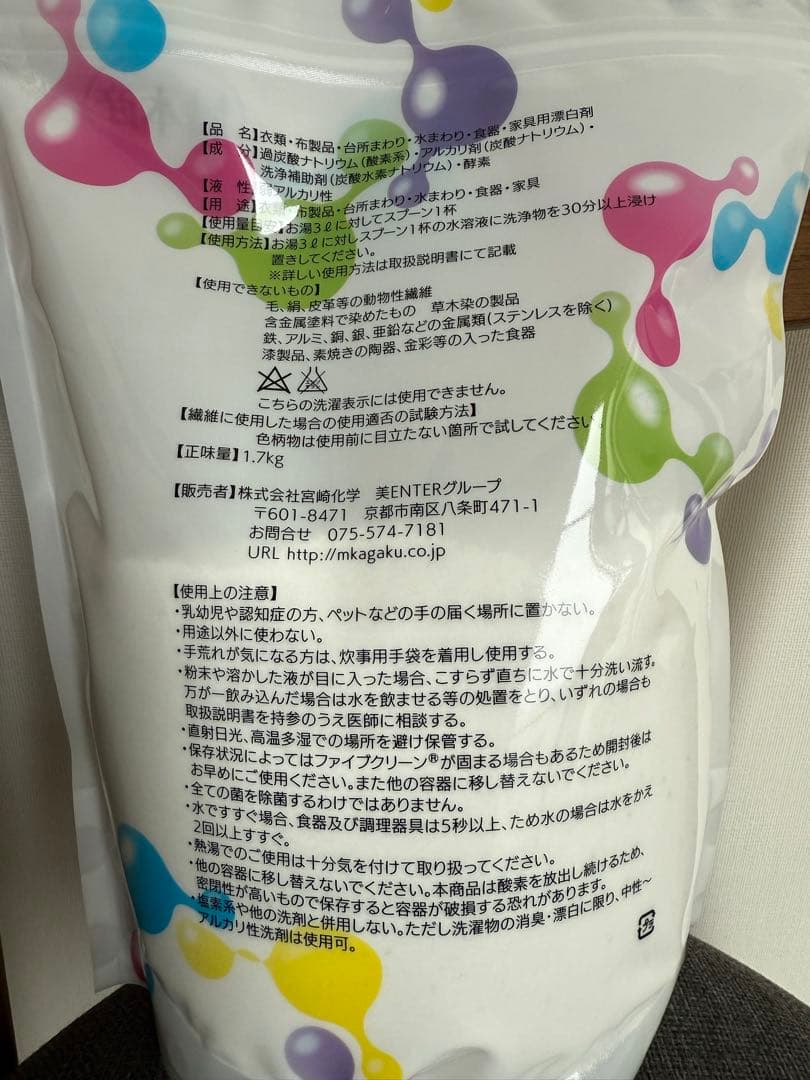 【品　名】衣類・布製品・台所まわり・水まわり・食器・家具用漂白剤
【成　分】過炭酸ナトリウム(酸素系)・アルカリ剤(炭酸ナトリウム)・
洗浄補助剤(炭酸水素ナトリウム)・酵素
【液　性】弱アルカリ性
【用　途】衣類・布製品・台所まわり・水まわり・食器・家具
【使用量目安】お湯3ℓに対してスプーン1杯
【使用方法】お湯3ℓに対しスプーン1杯の水溶液に洗浄物を30分以上浸け
置きしてください。
※詳しい使用方法は取扱説明書にて記載
【使用できないもの】
毛、絹、皮革等の動物性繊維
含金属塗料で染めたもの　草木染の製品
鉄、アルミ、銅、銀、亜鉛などの金属類(ステンレスを除く)
漆製品、素焼きの陶器、金彩等の入った食器
こちらの洗濯表示には使用できません。
【繊維に使用した場合の使用適否の試験方法】
色柄物は使用前に目立たない箇所で試してください。
【正味量】1.7kg
【販売者】株式会社宮崎化学　美ENTERグループ
〒601-8471　京都市南区八条町471-1
お問合せ　075-574-7181
URL http://mkagaku.co.jp
【使用上の注意】
・乳幼児や認知症の方、ペットなどの手の届く場所に置かない。
・用途以外に使わない。
・手荒れが気になる方は、炊事用手袋を着用し使用する。
・粉末や溶かした液が目に入った場合、こすらず直ちに水で十分洗い流す。
万が一飲み込んだ場合は水を飲ませる等の処置をとり、いずれの場合も
取扱説明書を持参のうえ医師に相談する。
・直射日光、高温多湿での場所を避け保管する。
・保存状況によってはファイブクリーン®が固まる場合もあるため開封後は
お早めにご使用ください。また他の容器に移し替えないでください。
・全ての菌を除菌するわけではありません。
・水ですすぐ場合、食器及び調理器具は5秒以上、ため水の場合は水をかえ
2回以上すすぐ。
・熱湯でのご使用は十分気を付けて取り扱ってください。
・他の容器に移し替えないでください。本商品は酸素を放出し続けるため、
密閉性が高いもので保存すると容器が破損する恐れがあります。
・塩素系や他の洗剤と併用しない。ただし洗濯物の消臭・漂白に限り、中性～
アルカリ性洗剤は使用可。